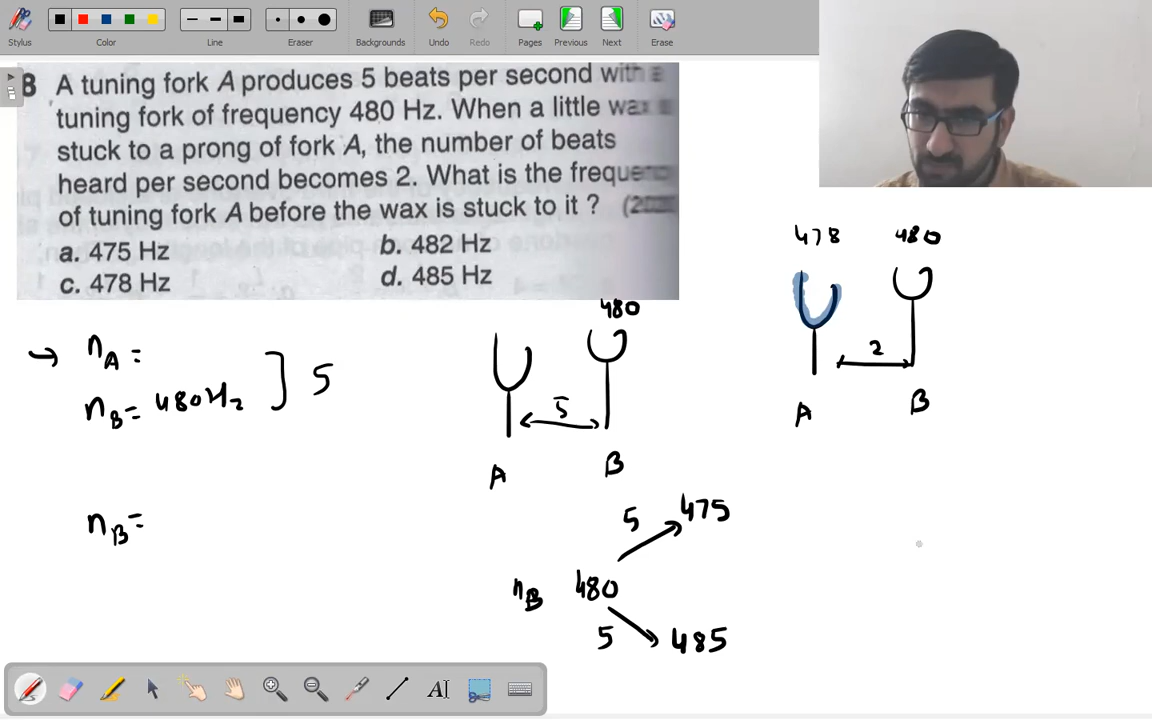 Stylus
Color
Line
Eraser
Backgrounds
Undo
Redo
Pages
Previous
Next
Erase
8 A tuning fork A produces 5 beats per second with a
tuning fork of frequency 480 Hz. When a little wax is
stuck to a prong of fork A, the number of beats
heard per second becomes 2. What is the
of tuning fork A before the wax is stuck to it ?
a. 475 Hz b. 482 Hz
c. 478 Hz d. 485 Hz
478 480
480
→ nA =
nB = 480Hz ] 5
5
2
A B
A B
nB =
5 475
nB 480
5 485
AI